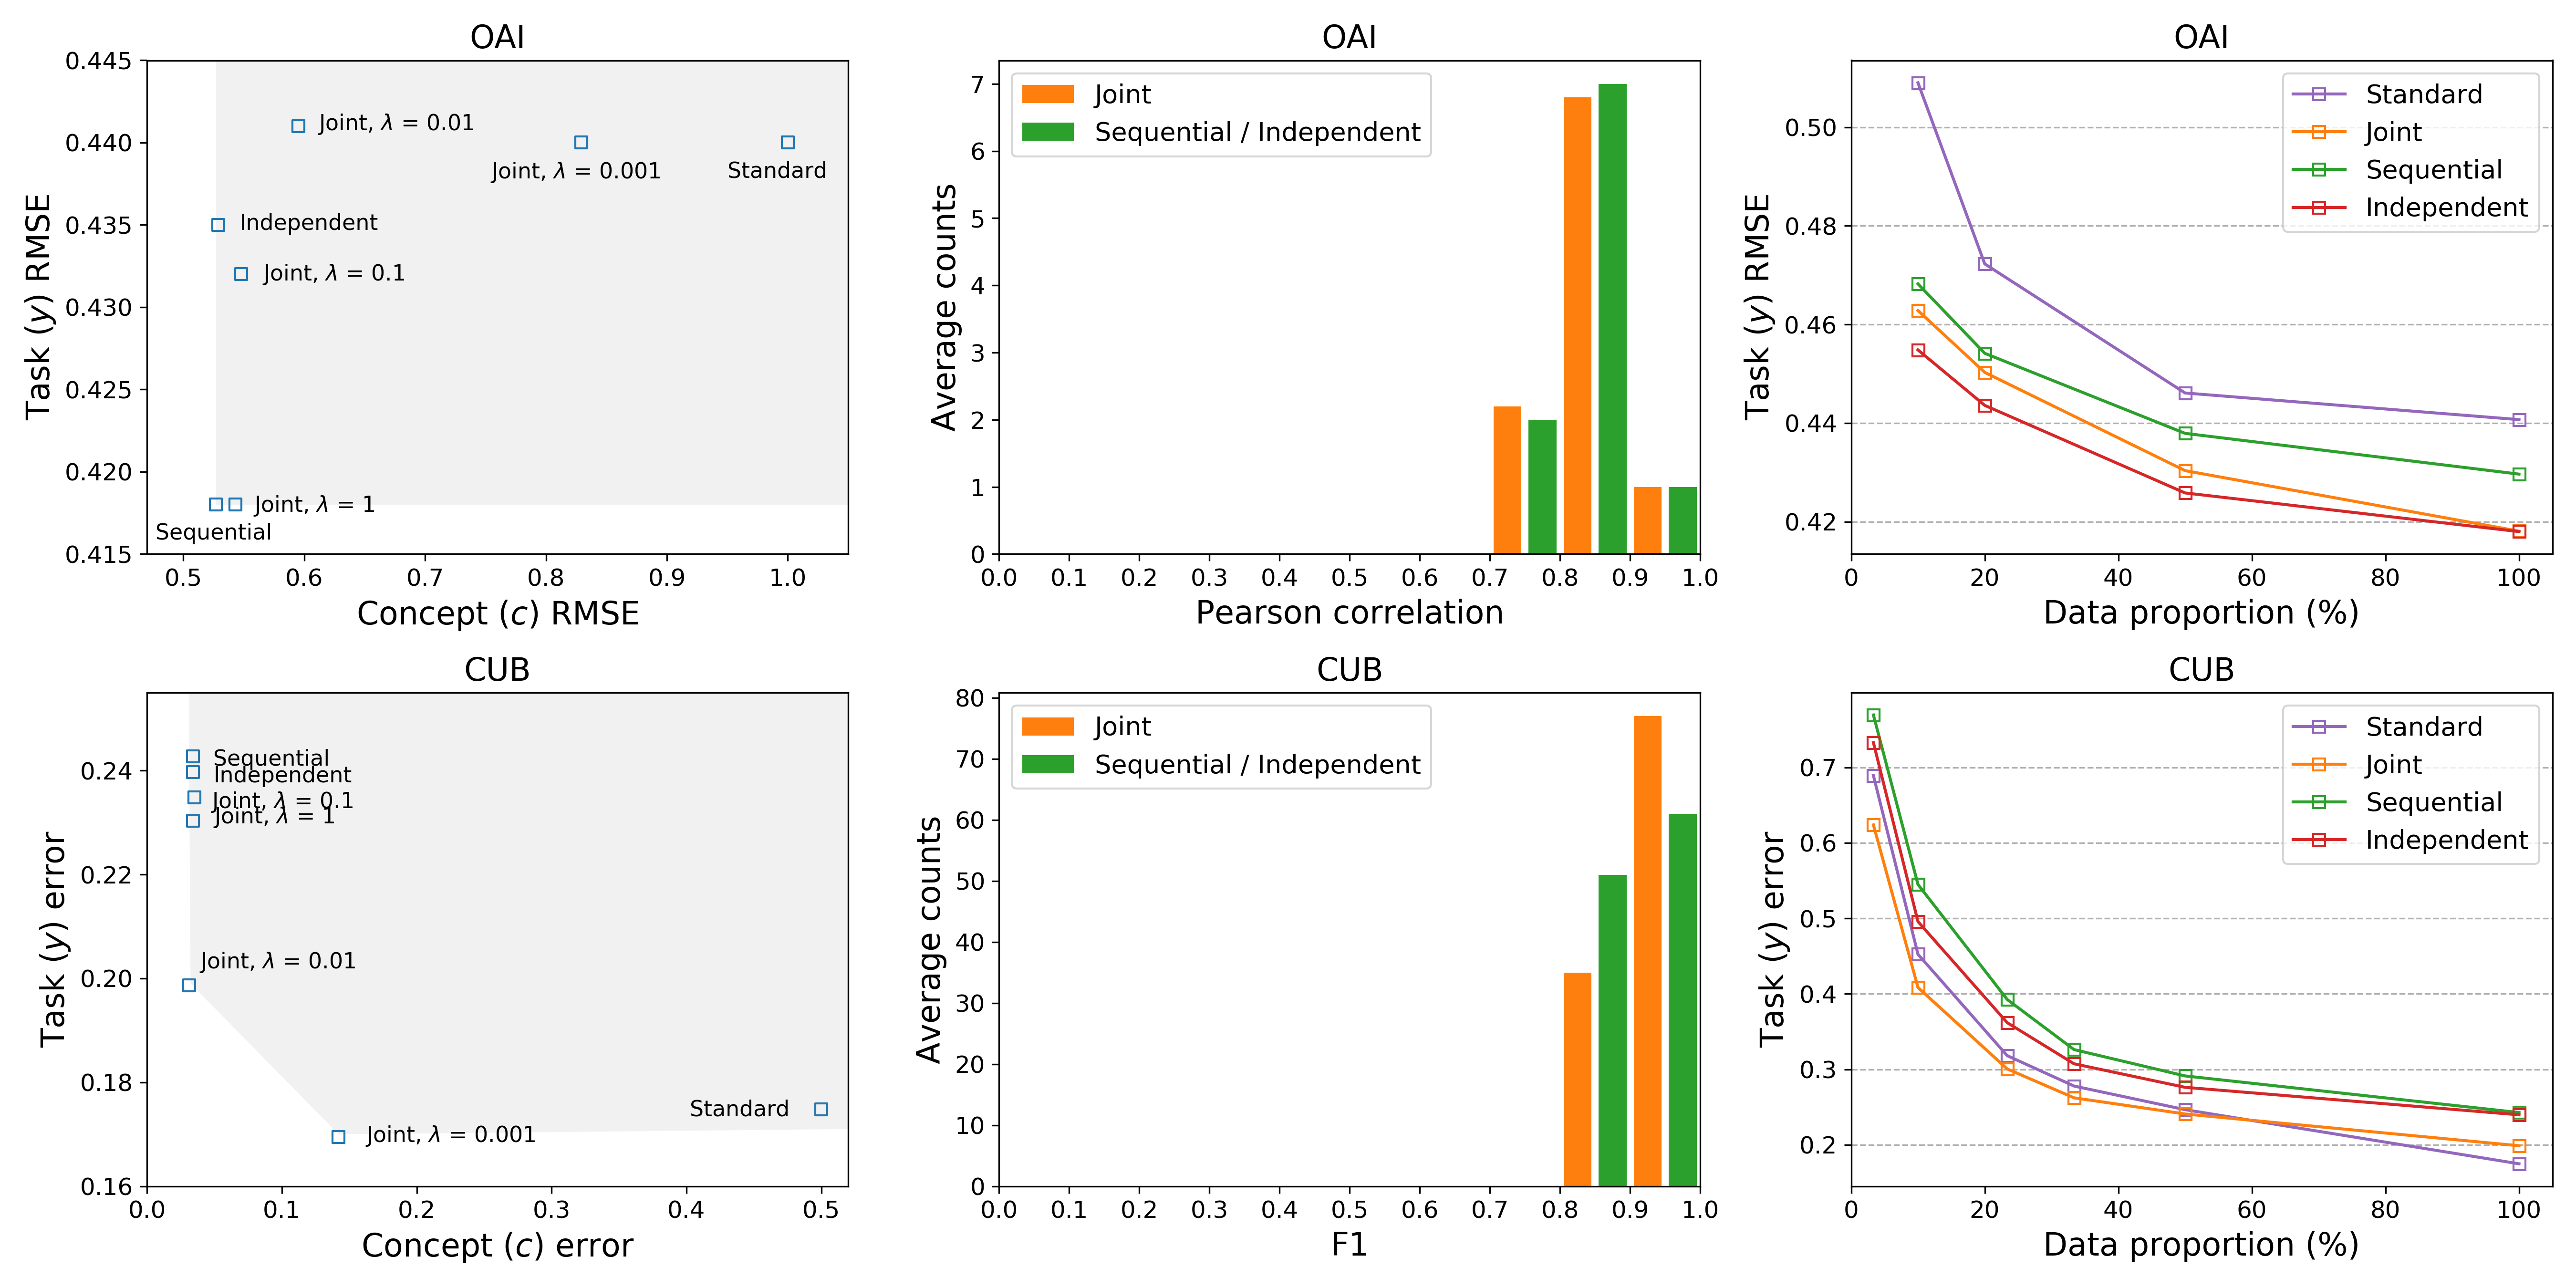 OAI
0.445
0.440
0.435
0.430
0.425
0.420
0.415
Task (y) RMSE
Joint, λ = 0.01
Joint, λ = 0.001
Standard
Independent
Joint, λ = 0.1
Joint, λ = 1
Sequential
0.5 0.6 0.7 0.8 0.9 1.0
Concept (c) RMSE
OAI
Joint
Sequential / Independent
7
6
5
4
3
2
1
0
Average counts
0.0 0.1 0.2 0.3 0.4 0.5 0.6 0.7 0.8 0.9 1.0
Pearson correlation
OAI
Standard
Joint
Sequential
Independent
0.50
0.48
0.46
0.44
0.42
Task (y) RMSE
0 20 40 60 80 100
Data proportion (%)
CUB
0.24
0.22
0.20
0.18
0.16
Task (y) error
Sequential
Independent
Joint, λ = 0.1
Joint, λ = 1
Joint, λ = 0.01
Standard
Joint, λ = 0.001
0.0 0.1 0.2 0.3 0.4 0.5
Concept (c) error
CUB
Joint
Sequential / Independent
80
70
60
50
40
30
20
10
0
Average counts
0.0 0.1 0.2 0.3 0.4 0.5 0.6 0.7 0.8 0.9 1.0
F1
CUB
Standard
Joint
Sequential
Independent
0.7
0.6
0.5
0.4
0.3
0.2
Task (y) error
0 20 40 60 80 100
Data proportion (%)